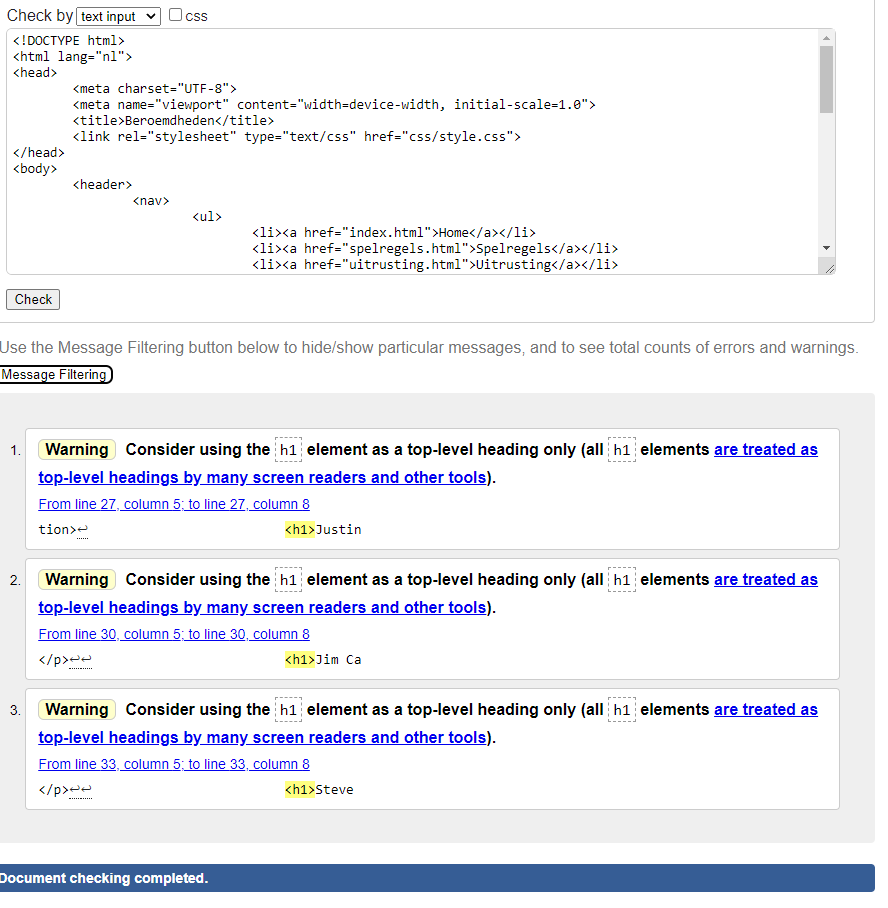 Check by text input css
<!DOCTYPE html>
<html lang="nl">
<head>
<meta charset="UTF-8">
<meta name="viewport" content="width=device-width, initial-scale=1.0">
<title>Beroemdheden</title>
<link rel="stylesheet" type="text/css" href="css/style.css">
</head>
<body>
<header>
<nav>
<ul>
<li><a href="index.html">Home</a></li>
<li><a href="spelregels.html">Spelregels</a></li>
<li><a href="uitrusting.html">Uitrusting</a></li>
Check
Use the Message Filtering button below to hide/show particular messages, and to see total counts of errors and warnings.
Message Filtering
1. Warning Consider using the h1 element as a top-level heading only (all h1 elements are treated as
top-level headings by many screen readers and other tools).
From line 27, column 5; to line 27, column 8
tion>↩ <h1>Justin
2. Warning Consider using the h1 element as a top-level heading only (all h1 elements are treated as
top-level headings by many screen readers and other tools).
From line 30, column 5; to line 30, column 8
</p>↩↩ <h1>Jim Ca
3. Warning Consider using the h1 element as a top-level heading only (all h1 elements are treated as
top-level headings by many screen readers and other tools).
From line 33, column 5; to line 33, column 8
</p>↩↩ <h1>Steve
Document checking completed.